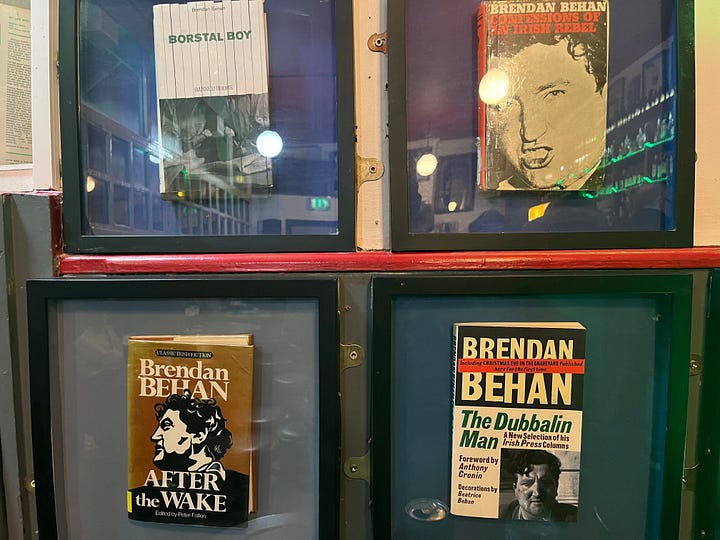 Brendan Behan
BORSTAL BOY
BRENDAN BEHAN
CONFESSIONS OF
AN IRISH REBEL
CLASSIC IRISH FICTION
Brendan
BEHAN
AFTER
the WAKE
Edited by Peter Fallon
BRENDAN
Including CHRISTMAS EVE IN THE GRAVEYARD Published
here for the first time
BEHAN
The Dubbalin
Man
A New Selection of his
Irish Press Columns
Foreword by
Anthony
Cronin
Decorations by
Beatrice
Behan